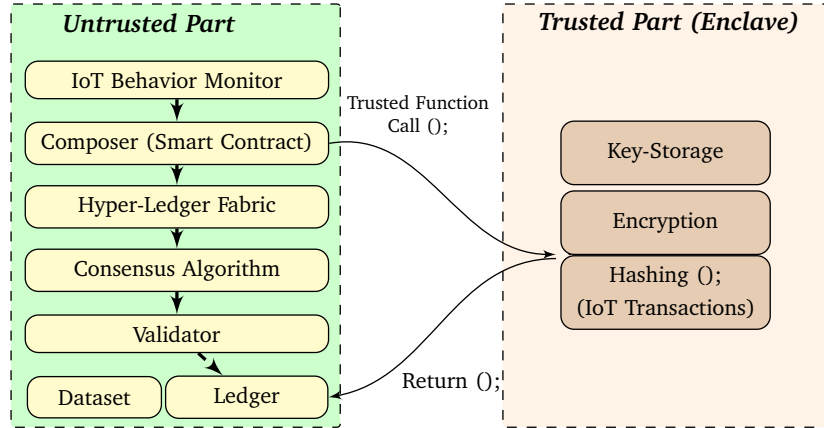 Untrusted Part
IoT Behavior Monitor
Composer (Smart Contract)
Hyper-Ledger Fabric
Consensus Algorithm
Validator
Dataset
Ledger
Trusted Function
Call ();
Return ();
Trusted Part (Enclave)
Key-Storage
Encryption
Hashing ();
(IoT Transactions)